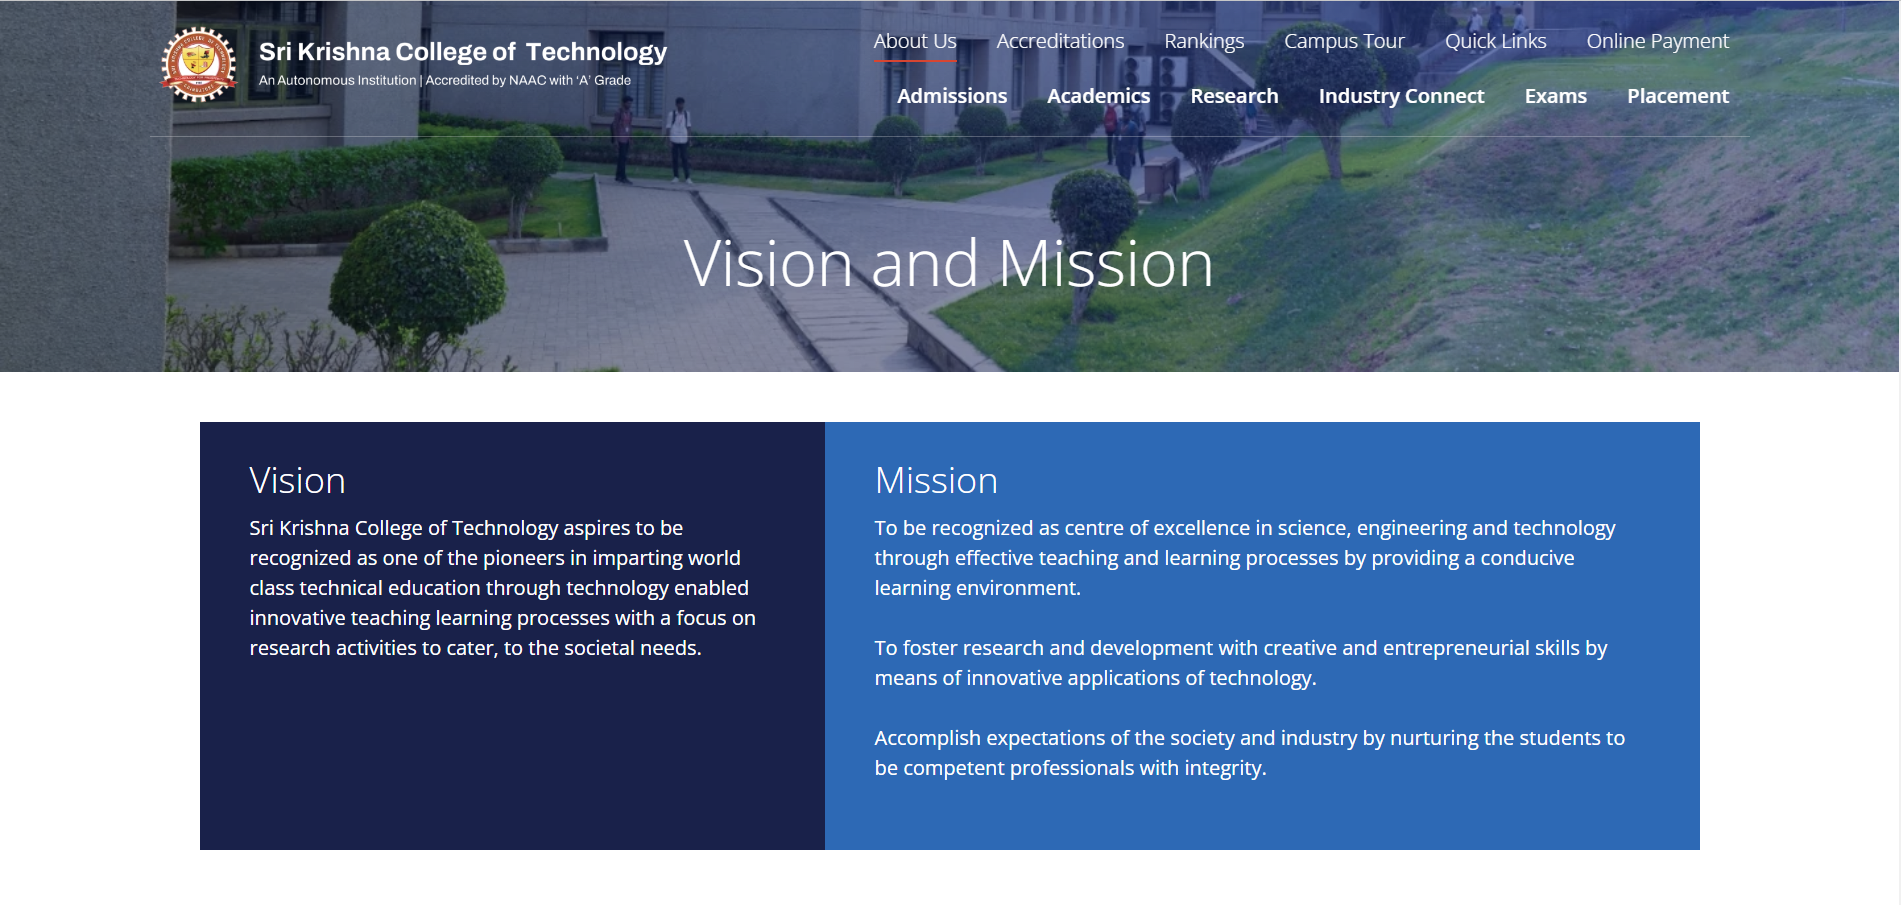 Sri Krishna College of Technology
An Autonomous Institution | Accredited by NAAC with ‘A’ Grade
About Us
Accreditations
Rankings
Campus Tour
Quick Links
Online Payment
Admissions
Academics
Research
Industry Connect
Exams
Placement
Vision and Mission
Vision
Sri Krishna College of Technology aspires to be
recognized as one of the pioneers in imparting world
class technical education through technology enabled
innovative teaching learning processes with a focus on
research activities to cater, to the societal needs.
Mission
To be recognized as centre of excellence in science, engineering and technology
through effective teaching and learning processes by providing a conducive
learning environment.
To foster research and development with creative and entrepreneurial skills by
means of innovative applications of technology.
Accomplish expectations of the society and industry by nurturing the students to
be competent professionals with integrity.